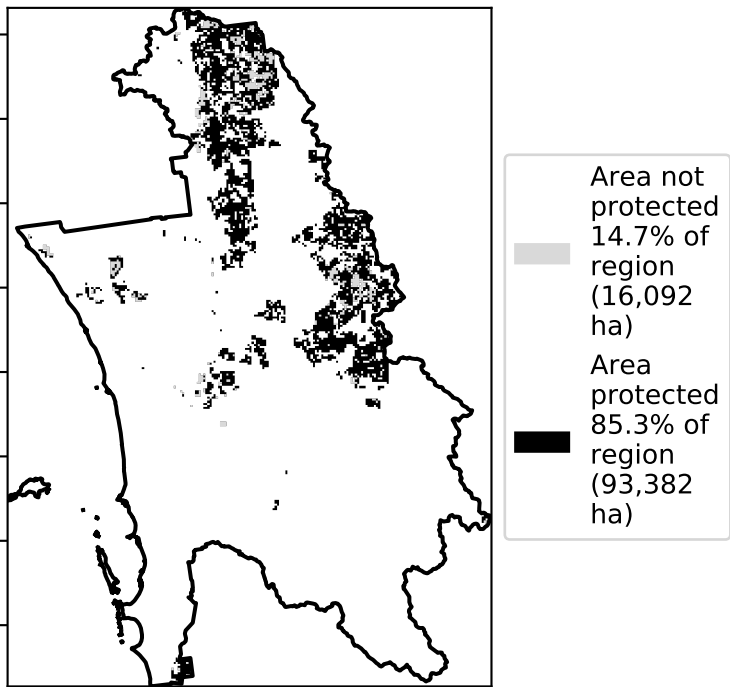 Area not
protected
14.7% of
region
(16,092
ha)
Area
protected
85.3% of
region
(93,382
ha)